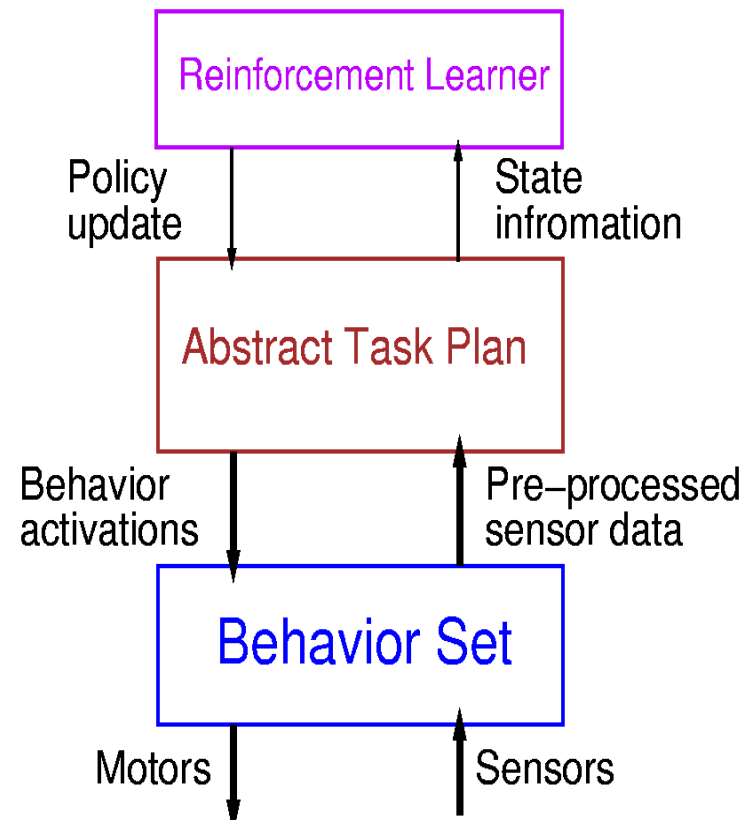 Reinforcement Learner
Policy
update
State
infromation
Abstract Task Plan
Behavior
activations
Pre−processed
sensor data
Behavior Set
Motors
Sensors